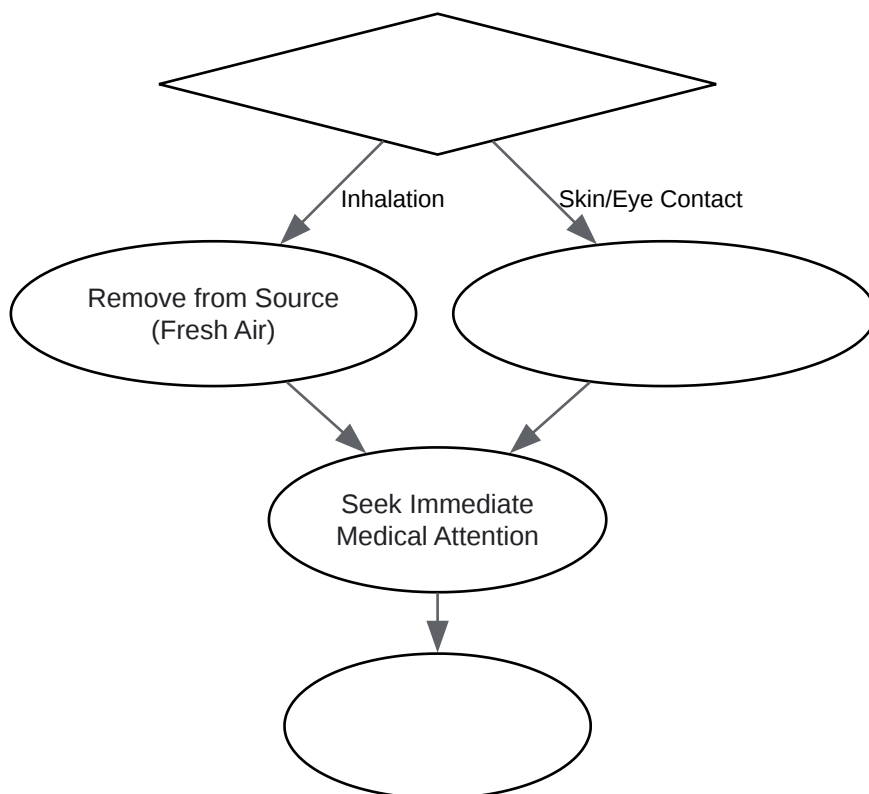 Inhalation
Skin/Eye Contact
Remove from Source
(Fresh Air)
Seek Immediate
Medical Attention